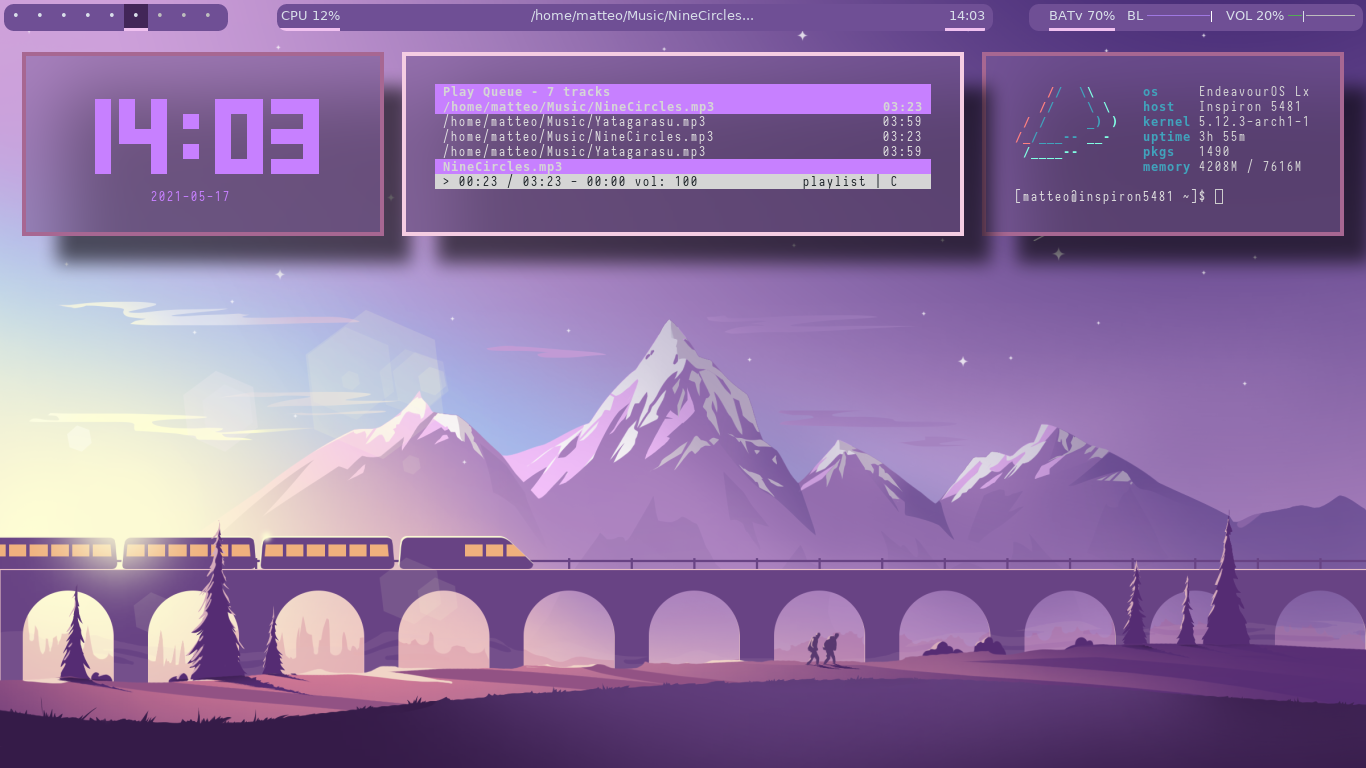 CPU 12%
/home/matteo/Music/NineCircles...
14:03
BATv 70% BL VOL 20%
14:03
2021-05-17
Play Queue - 7 tracks
/home/matteo/Music/NineCircles.mp3 03:23
/home/matteo/Music/Yatagarasu.mp3 03:59
/home/matteo/Music/NineCircles.mp3 03:23
/home/matteo/Music/Yatagarasu.mp3 03:59
NineCircles.mp3
> 00:23 / 03:23 - 00:00 vol: 100 playlist | C
os EndeavourOS Lx
host Inspiron 5481
kernel 5.12.3-arch1-1
uptime 3h 55m
pkgs 1490
memory 4208M / 7616M
[matteo@inspiron5481 ~]$